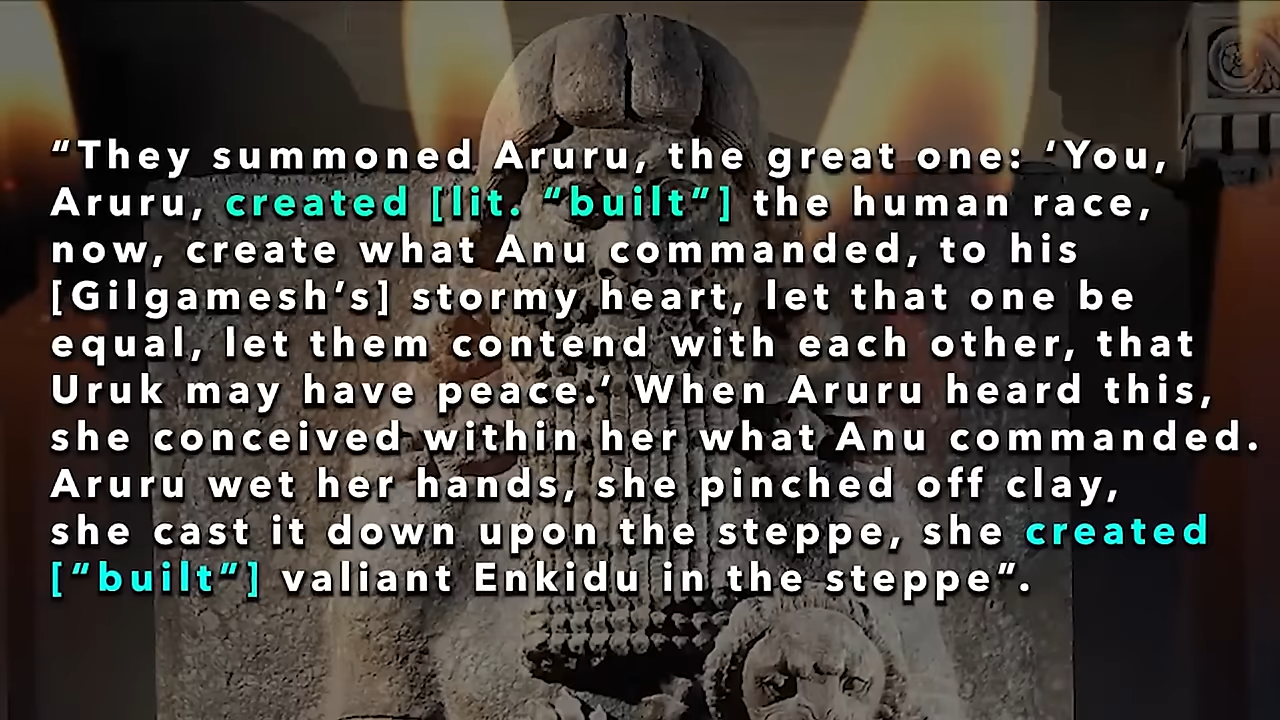 “They summoned Aruru, the great one: ‘You,
Aruru, created [lit. “built“] the human race,
now, create what Anu commanded, to his
[Gilgamesh’s] stormy heart, let that one be
equal, let them contend with each other, that
Uruk may have peace.’ When Aruru heard this,
she conceived within her what Anu commanded.
Aruru wet her hands, she pinched off clay,
she cast it down upon the steppe, she created
[“built“] valiant Enkidu in the steppe”.